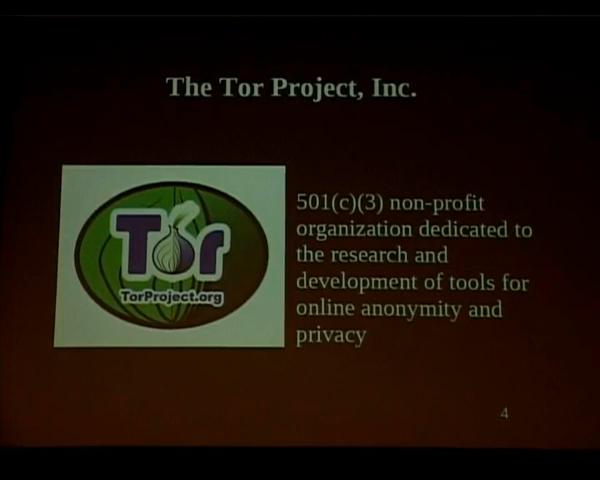 The Tor Project, Inc.
Tor
TorProject.org
501(c)(3) non-profit
organization dedicated to
the research and
development of tools for
online anonymity and
privacy
4